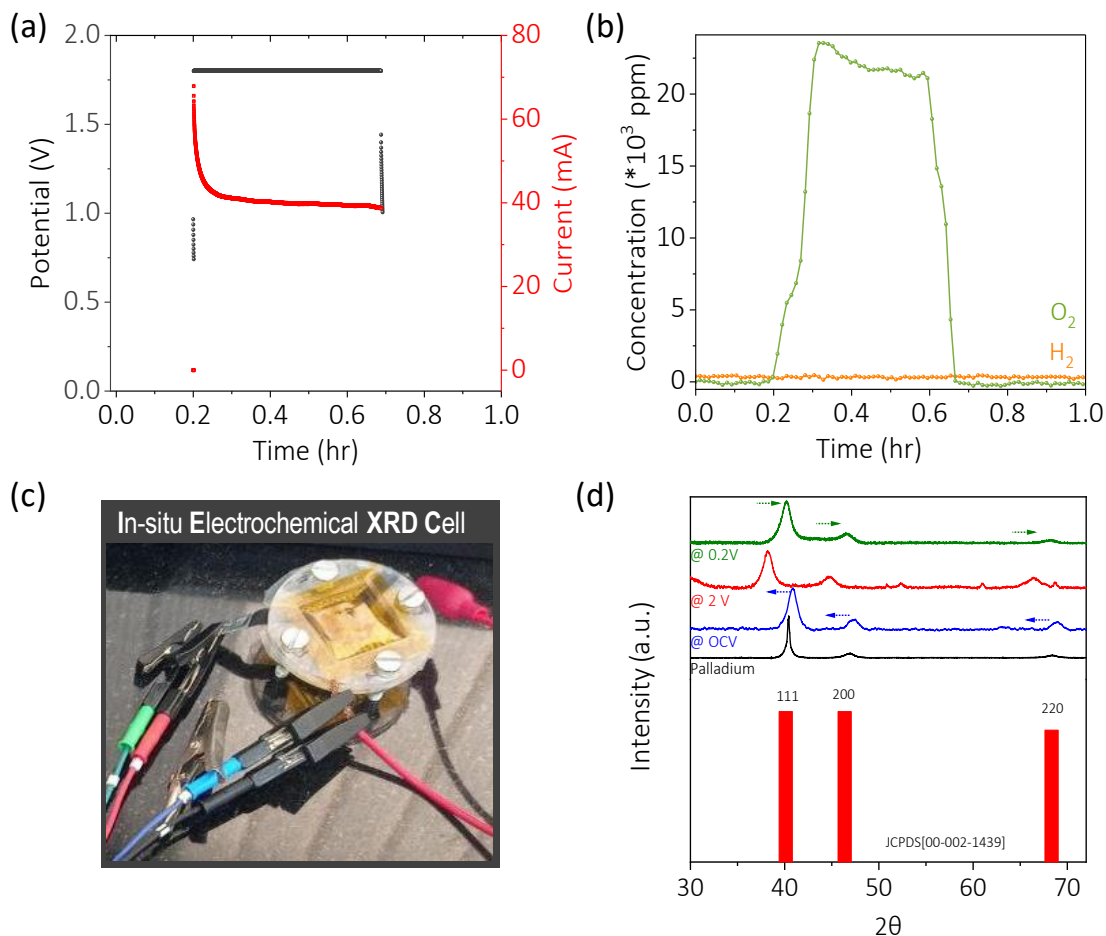 (a)
2.0
1.5
1.0
0.5
0.0
Potential (V)
80
60
40
20
0
Current (mA)
0.0 0.2 0.4 0.6 0.8 1.0
Time (hr)
(b)
20
15
10
5
0
Concentration (*10³ ppm)
O₂
H₂
0.0 0.2 0.4 0.6 0.8 1.0
Time (hr)
(c)
In-situ Electrochemical XRD Cell
(d)
@ 0.2V
@ 2 V
@ OCV
Palladium
111 200 220
JCPDS[00-002-1439]
Intensity (a.u.)
30 40 50 60 70
2θ